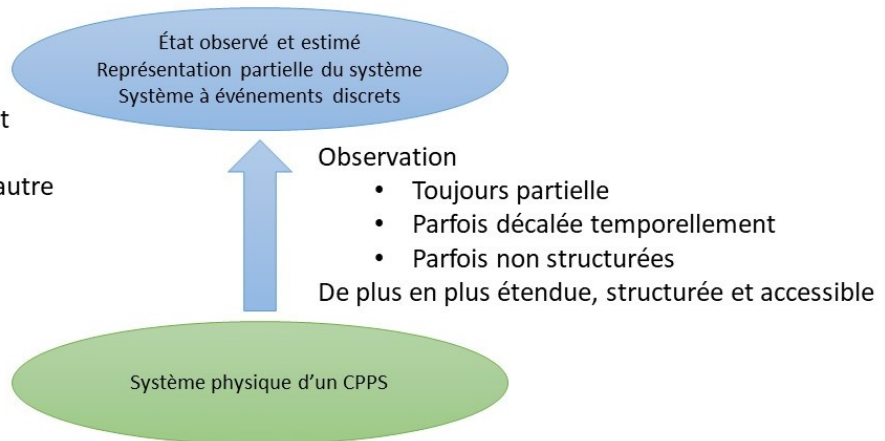 État observé et estimé
Représentation partielle du système
Système à événements discrets
t
autre
Observation
• Toujours partielle
• Parfois décalée temporellement
• Parfois non structurées
De plus en plus étendue, structurée et accessible
Système physique d'un CPPS